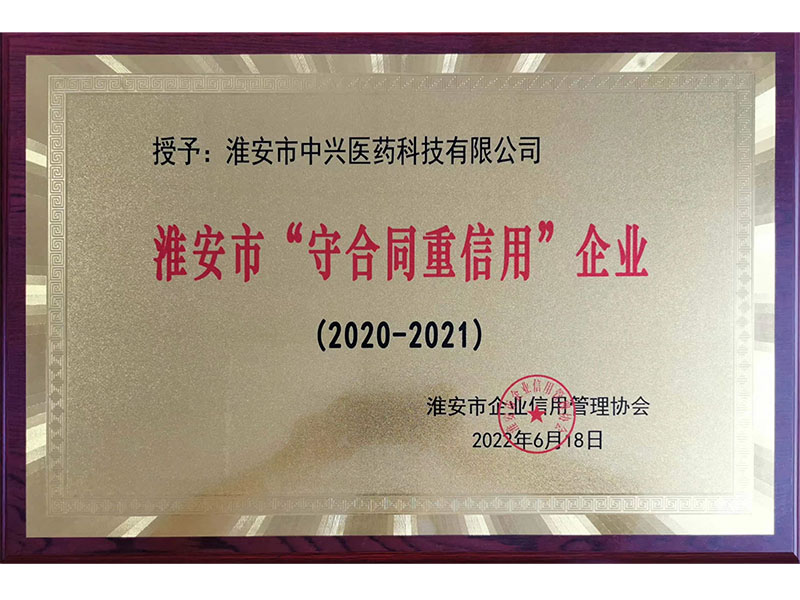 授予：淮安市中兴医药科技有限公司
淮安市“守合同重信用”企业
(2020-2021)
淮安市企业信用管理协会
2022年6月18日